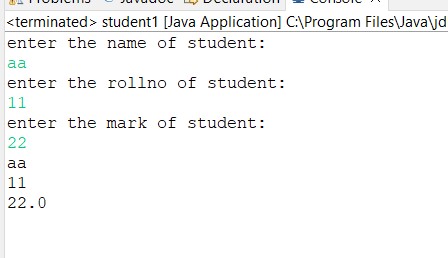 Problems Javadoc Declaration Console
<terminated> student1 [Java Application] C:\Program Files\Java\jd
enter the name of student:
aa
enter the rollno of student:
11
enter the mark of student:
22
aa
11
22.0